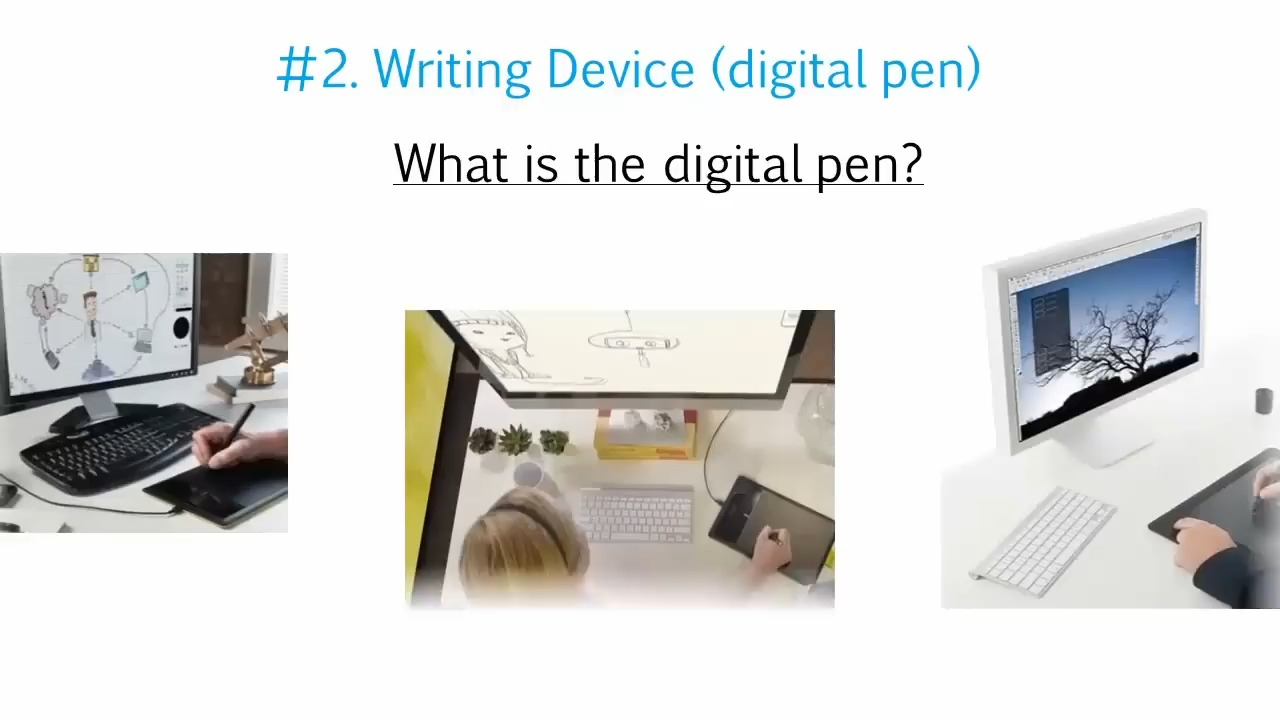 #2. Writing Device (digital pen)
What is the digital pen?